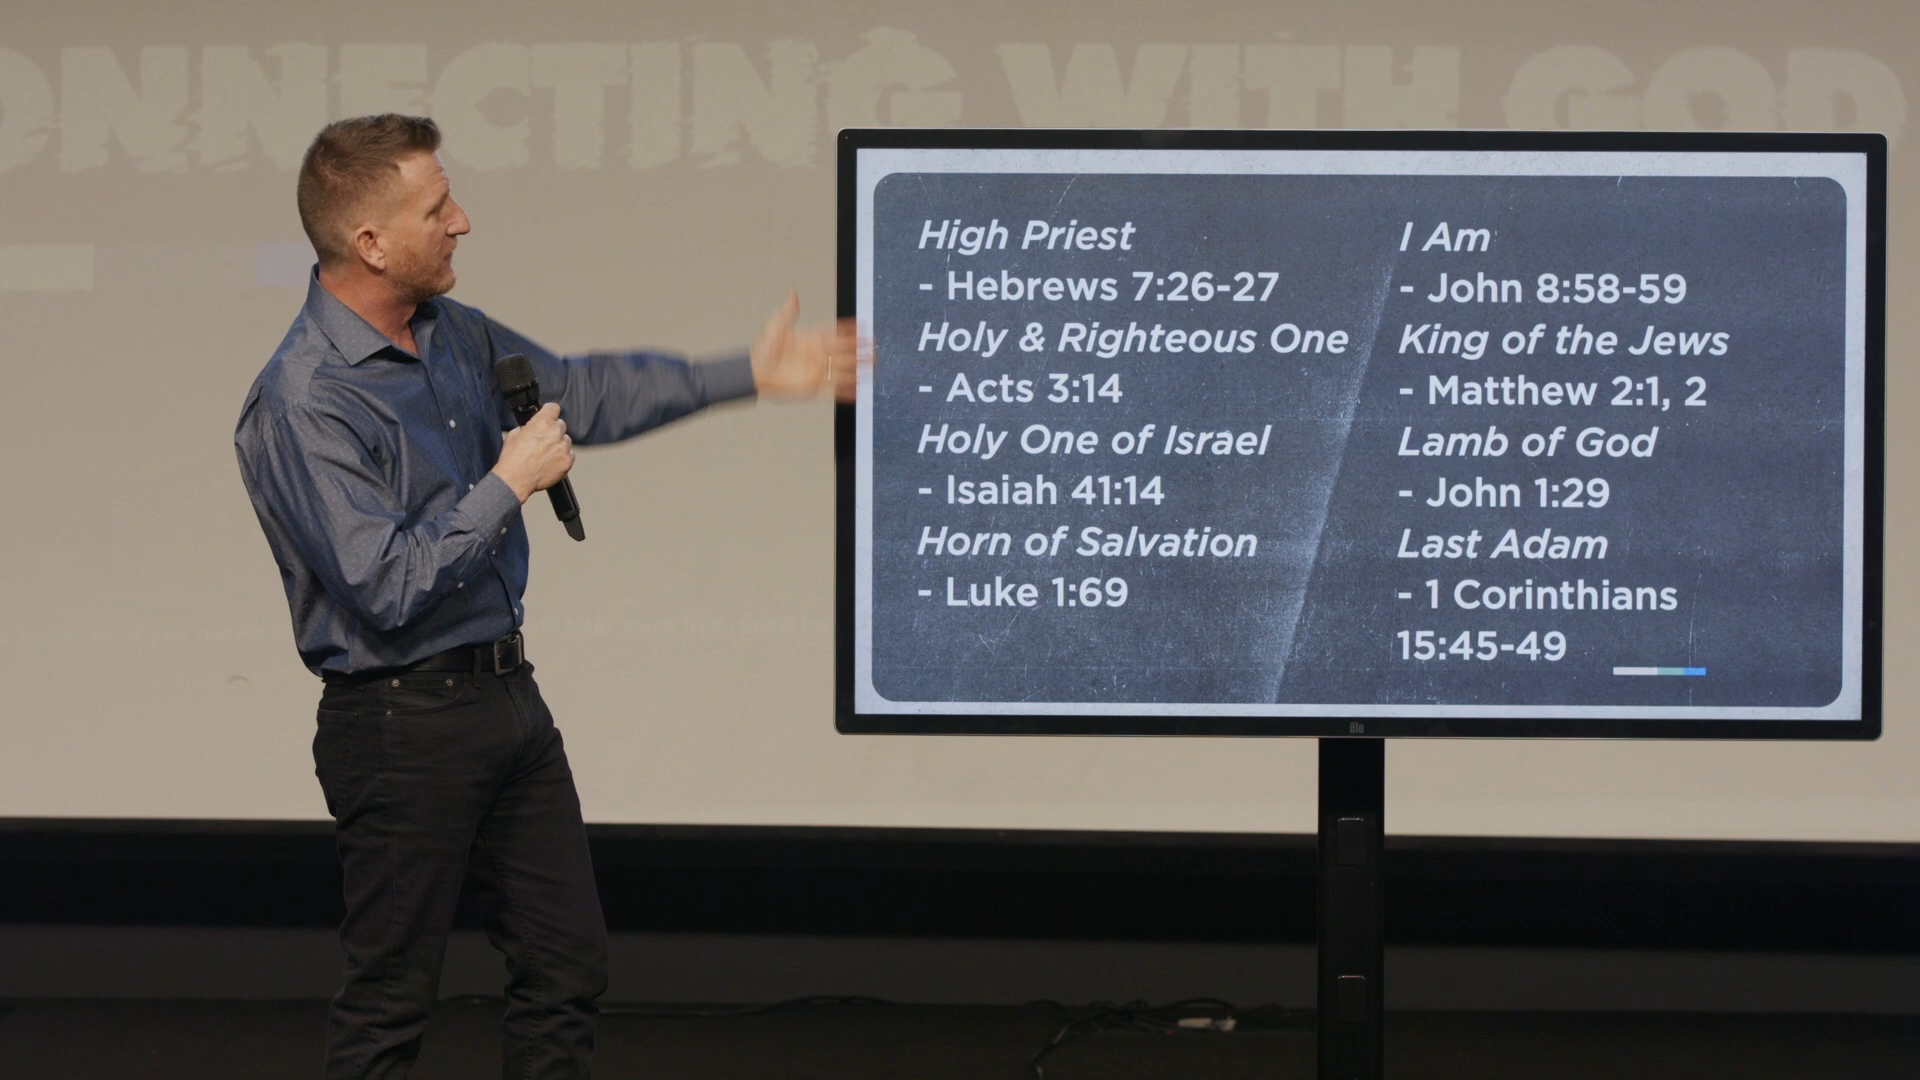 ONNECTING WITH GOD
High Priest
- Hebrews 7:26-27
Holy & Righteous One
- Acts 3:14
Holy One of Israel
- Isaiah 41:14
Horn of Salvation
- Luke 1:69
I Am
- John 8:58-59
King of the Jews
- Matthew 2:1, 2
Lamb of God
- John 1:29
Last Adam
- 1 Corinthians
15:45-49
elo